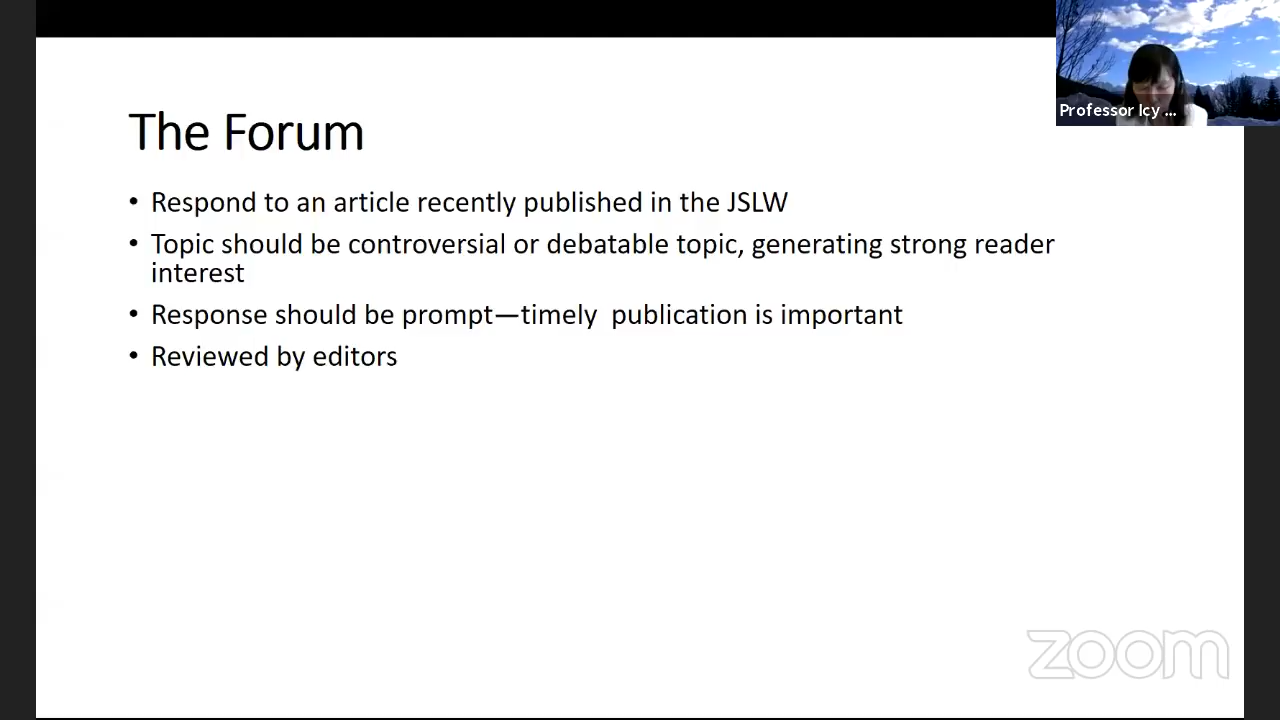 Professor Icy ...
The Forum
• Respond to an article recently published in the JSLW
• Topic should be controversial or debatable topic, generating strong reader
interest
• Response should be prompt—timely  publication is important
• Reviewed by editors
zoom